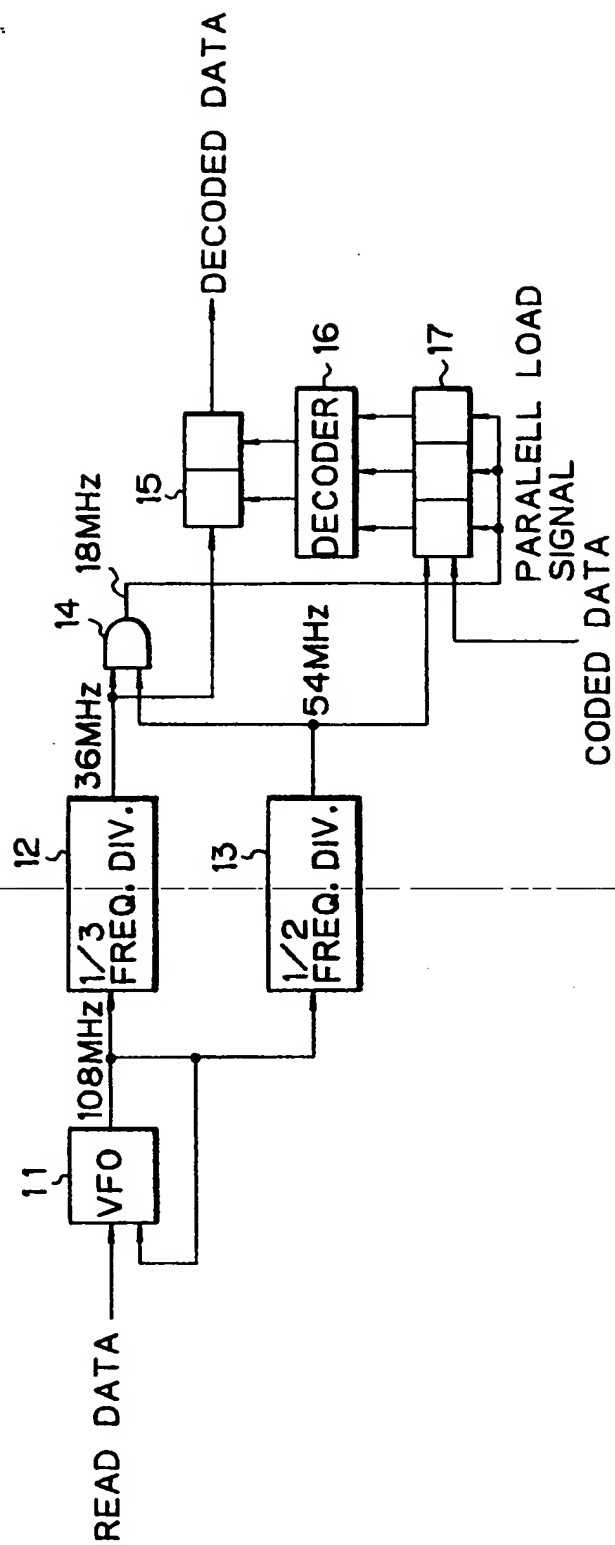 READ DATA
11
VFO
108MHz
12
1/3
FREQ. DIV.
13
1/2
FREQ. DIV.
36MHz
54MHz
14
18MHz
15
DECODED DATA
16
DECODER
17
PARALELL LOAD
SIGNAL
CODED DATA